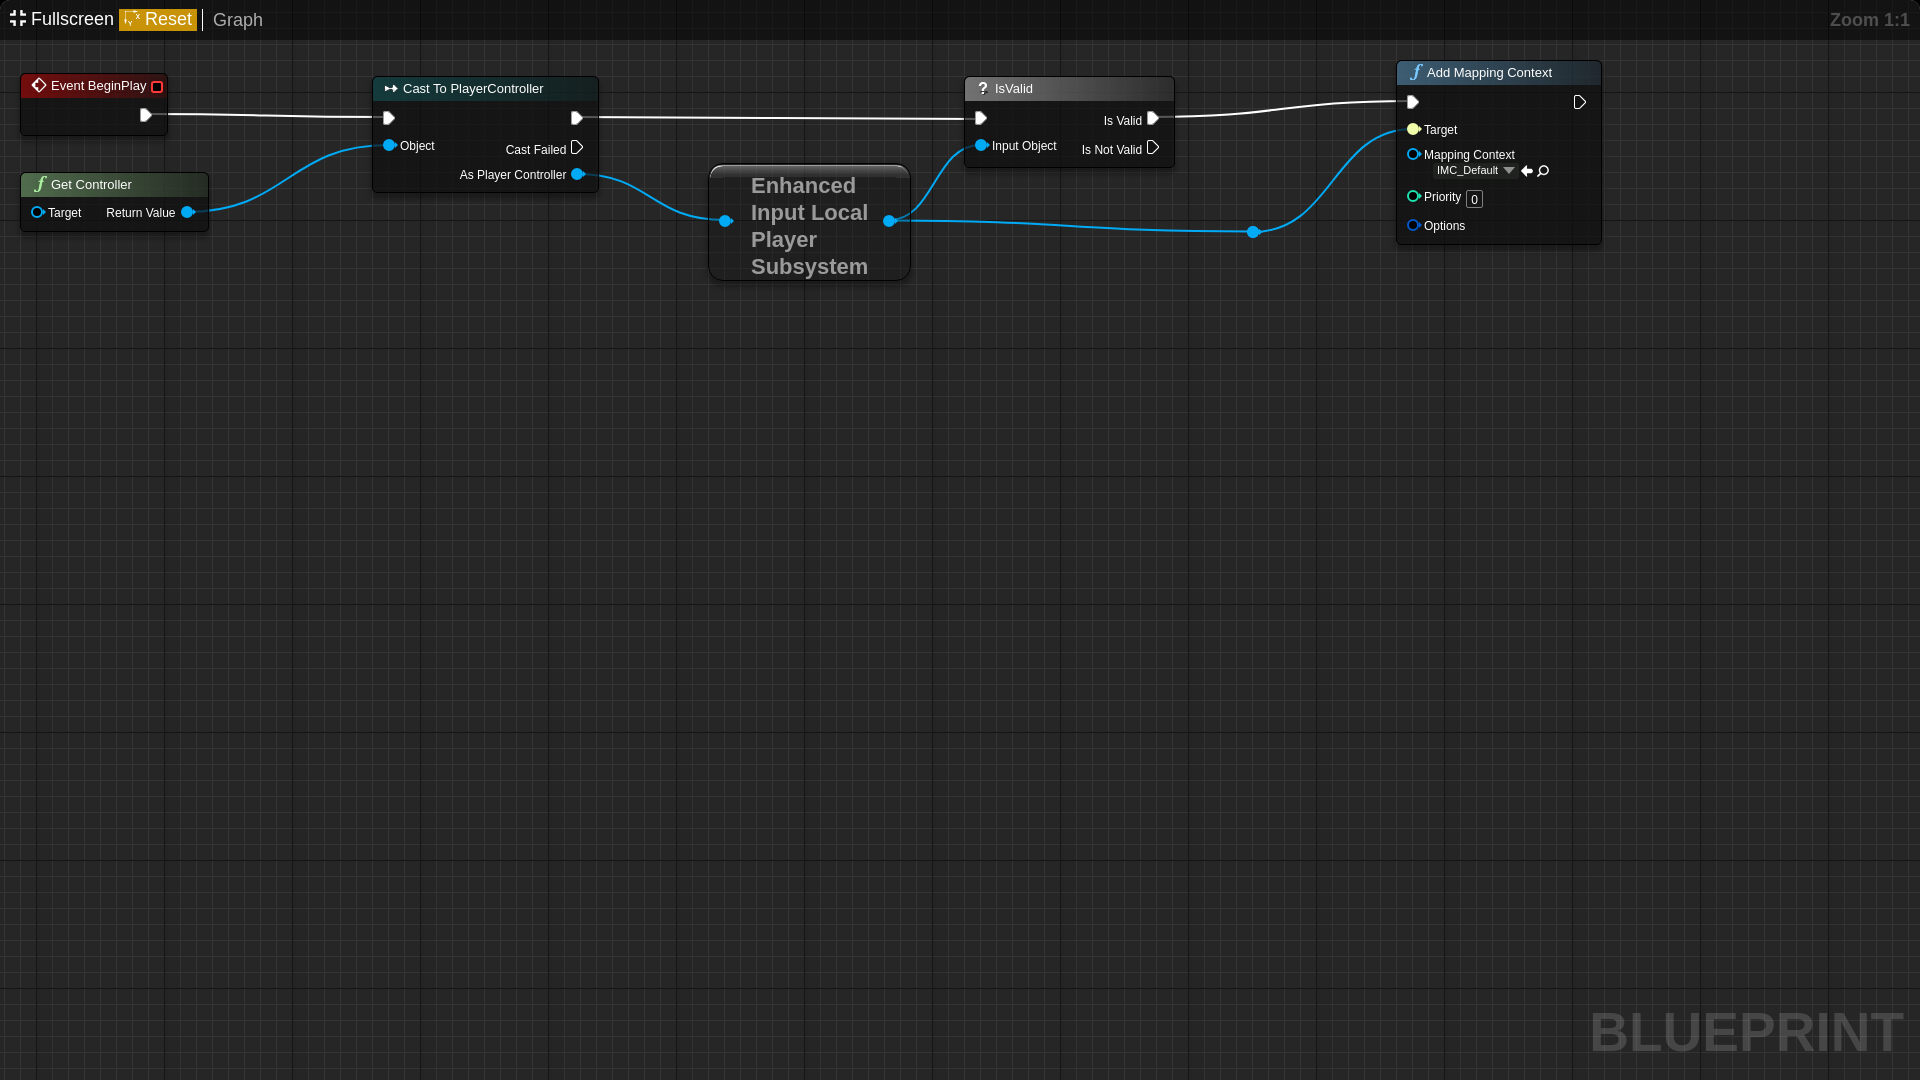 Fullscreen Reset Graph
Zoom 1:1
Event BeginPlay
Get Controller
Target Return Value
Cast To PlayerController
Object
Cast Failed
As Player Controller
Enhanced
Input Local
Player
Subsystem
? IsValid
Is Valid
Input Object
Is Not Valid
Add Mapping Context
Target
Mapping Context
IMC_Default
Priority 0
Options
BLUEPRINT